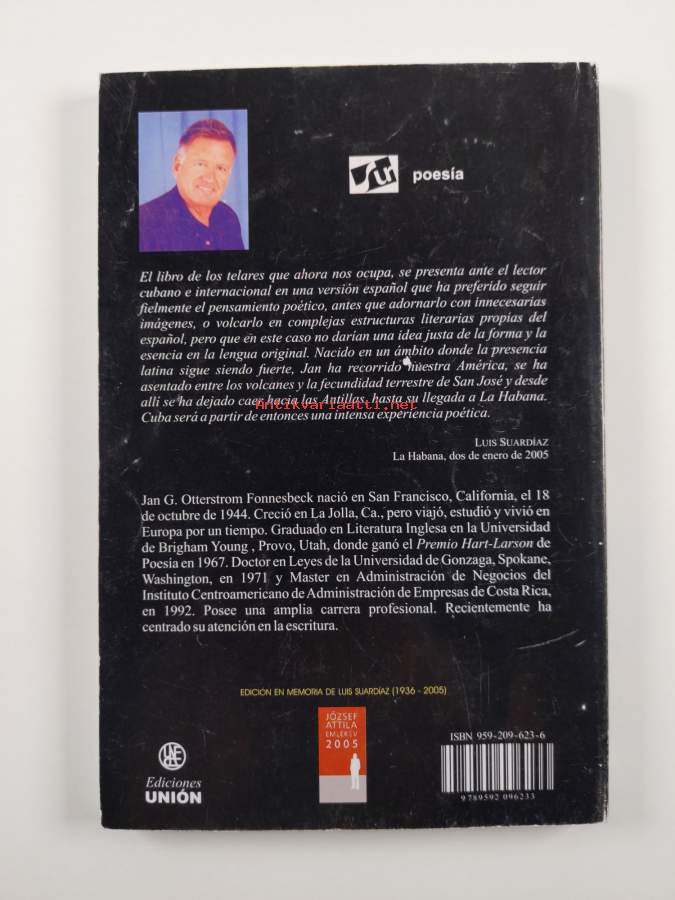 Sur
poesía
El libro de los telares que ahora nos ocupa, se presenta ante el lector
cubano e internacional en una versión español que ha preferido seguir
fielmente el pensamiento poético, antes que adornarlo con innecesarias
imágenes, o volcarlo en complejas estructuras literarias propias del
español, pero que en este caso no darían una idea justa de la forma y la
esencia en la lengua original. Nacido en un ámbito donde la presencia
latina sigue siendo fuerte, Jan ha recorrido nuestra América, se ha
asentado entre los volcanes y la fecundidad terrestre de San José y desde
allí se ha dejado caer hacia las Antillas, hasta su llegada a La Habana.
Antikvariaatti.net
Cuba será a partir de entonces una intensa experiencia poética.
LUIS SUARDÍAZ
La Habana, dos de enero de 2005
Jan G. Otterstrom Fonnesbeck nació en San Francisco, California, el 18
de octubre de 1944. Creció en La Jolla, Ca., pero viajó, estudió y vivió en
Europa por un tiempo. Graduado en Literatura Inglesa en la Universidad
de Brigham Young , Provo, Utah, donde ganó el Premio Hart-Larson de
Poesía en 1967. Doctor en Leyes de la Universidad de Gonzaga, Spokane,
Washington, en 1971 y Master en Administración de Negocios del
Instituto Centroamericano de Administración de Empresas de Costa Rica,
en 1992. Posee una amplia carrera profesional. Recientemente ha
centrado su atención en la escritura.
EDICIÓN EN MEMORIA DE LUIS SUARDÍAZ (1936 - 2005)
JÓZSEF
ATTILA
EMLÉKÉV
2005
Ediciones
UNIÓN
ISBN 959-209-623-6
9789592 096233